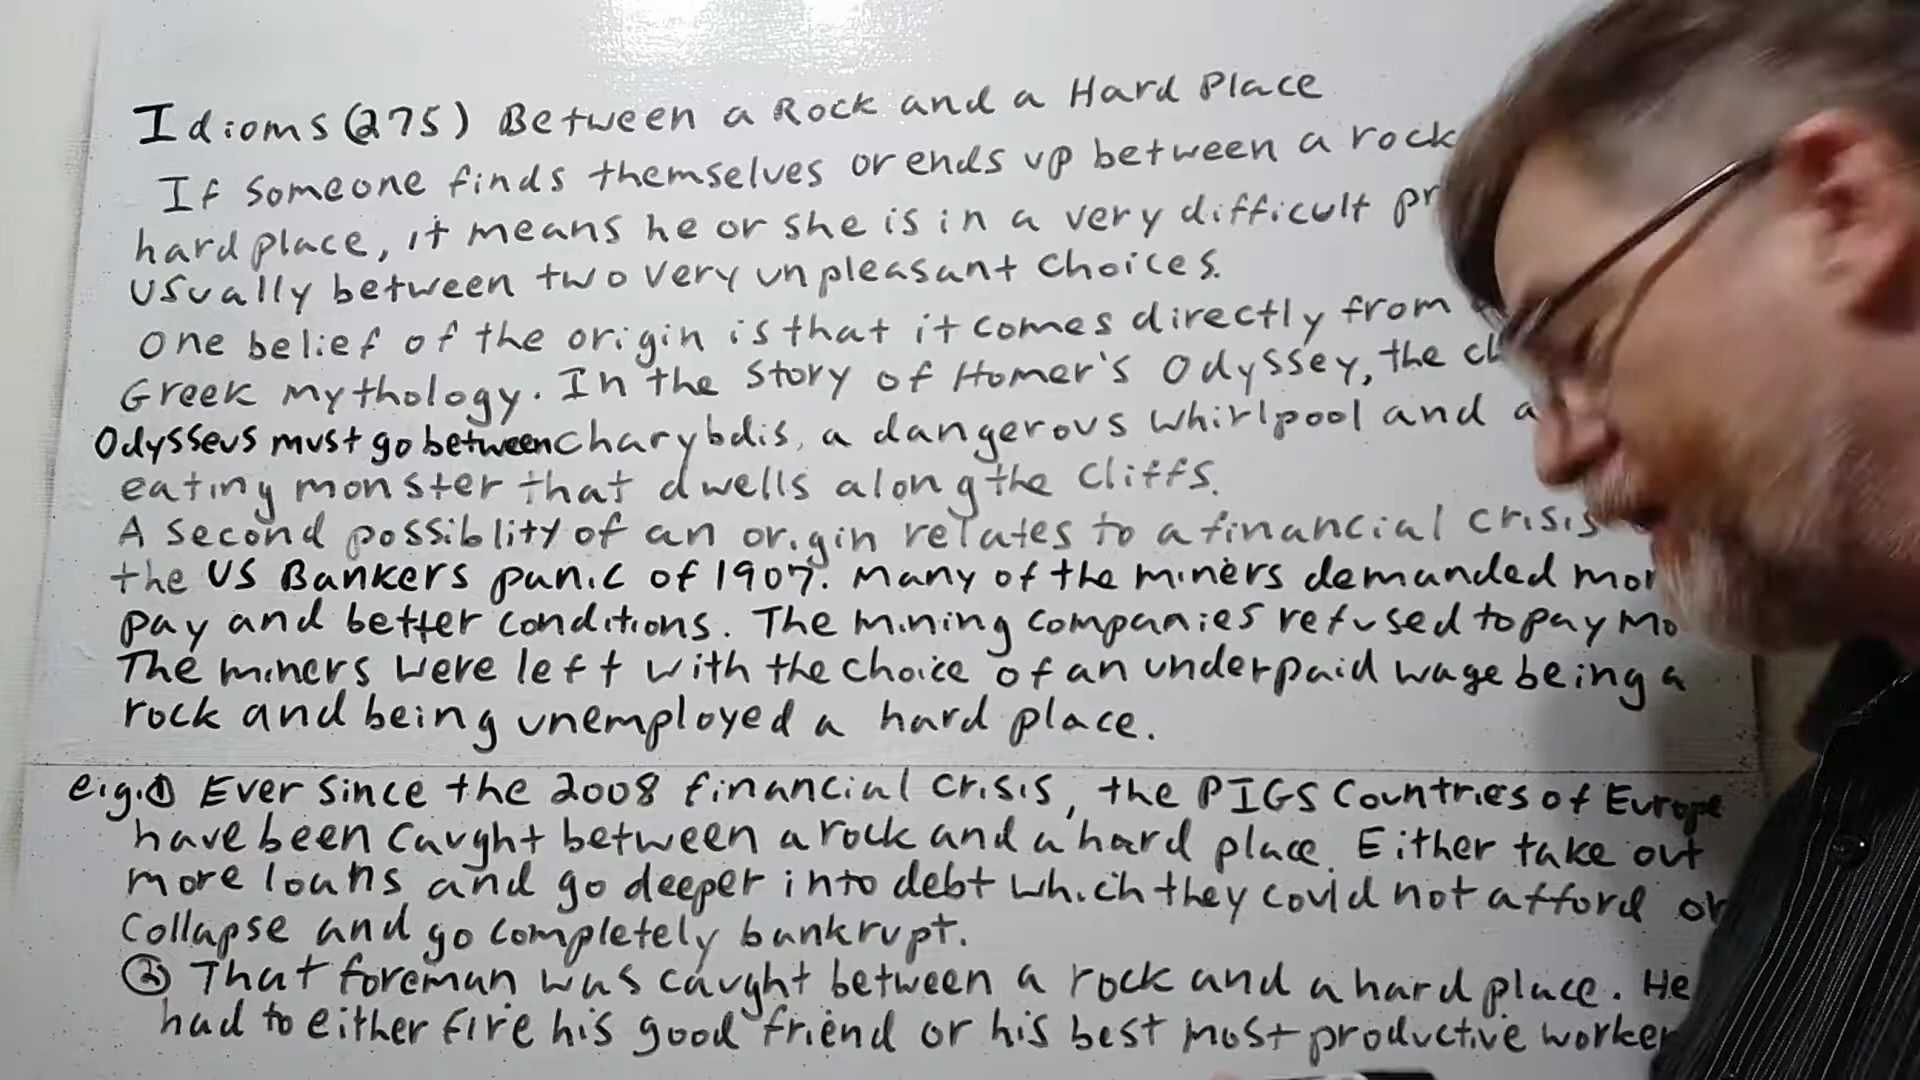 Idioms (275) Between a Rock and a Hard Place
If someone finds themselves or ends up between a rock
hard place, it means he or she is in a very difficult
usually between two very unpleasant choices.
One belief of the origin is that it comes directly from
Greek mythology. In the story of Homer's Odyssey, the
Odysseus must go between charybdis, a dangerous whirlpool and a
eating monster that dwells along the cliffs.
A second possiblity of an origin relates to a financial crisis
the US Bankers panic of 1907. Many of the miners demanded
pay and better conditions. The mining companies refused to pay
The miners were left with the choice of an underpaid wage being a
rock and being unemployed a hard place.
e.g. ① Ever since the 2008 financial crisis, the PIGS Countries of Europe
have been caught between a rock and a hard place. Either take out
more loans and go deeper into debt which they could not afford or
collapse and go completely bankrupt.
② That foreman was caught between a rock and a hard place. He
had to either fire his good friend or his best most productive worker